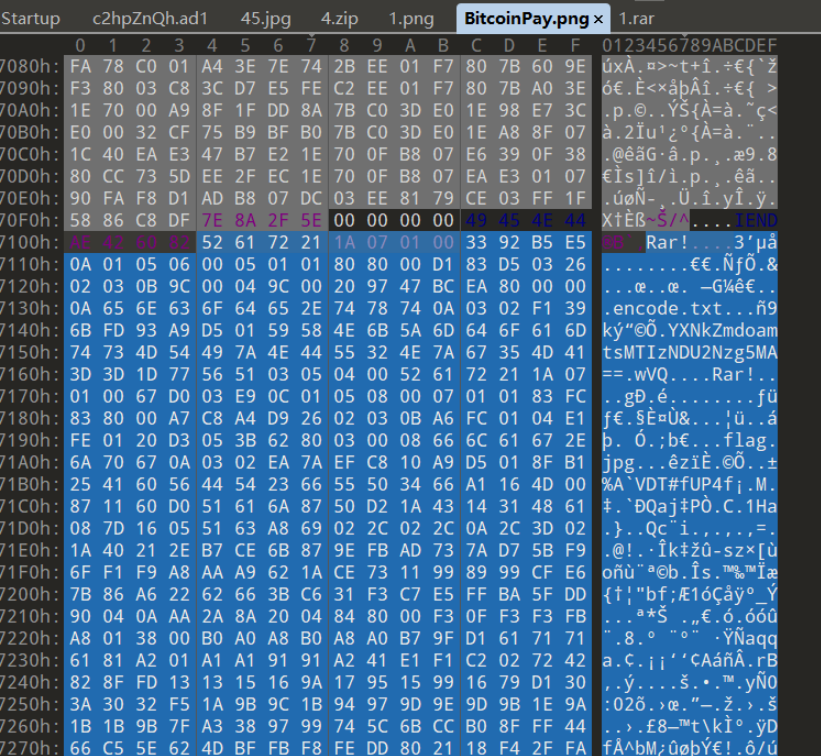 Startup c2hpZnQh.ad1 45.jpg 4.zip 1.png BitcoinPay.png × 1.rar
0 1 2 3 4 5 6 7 8 9 A B C D E F 0123456789ABCDEF
7080h: FA 78 C0 01 A4 3E 7E 74 2B EE 01 F7 80 7B 60 9E úxÀ.¤>~t+î.÷€{`ž
7090h: F3 80 03 C8 3C D7 E5 FE C2 EE 01 F7 80 7B A0 3E ó€.È<×åþÂî.÷€{ >
70A0h: 1E 70 00 A9 8F 1F DD 8A 7B C0 3D E0 1E 98 E7 3C .p.©..ÝŠ{À=à.˜ç<
70B0h: E0 00 32 CF 75 B9 BF B0 7B C0 3D E0 1E A8 8F 07 à.2Ïu¹¿°{À=à.¨..
70C0h: 1C 40 EA E3 47 B7 E2 1E 70 0F B8 07 E6 39 0F 38 .@êãG·â.p.¸.æ9.8
70D0h: 80 CC 73 5D EE 2F EC 1E 70 0F B8 07 EA E3 01 07 €Ìs]î/ì.p.¸.êã..
70E0h: 90 FA F8 D1 AD B8 07 DC 03 EE 81 79 CE 03 FF 1F .úøÑ-¸.Ü.î.yÎ.ÿ.
70F0h: 58 86 C8 DF 7E 8A 2F 5E 00 00 00 00 49 45 4E 44 X†Èß~Š/^....IEND
7100h: AE 42 60 82 52 61 72 21 1A 07 01 00 33 92 B5 E5 ®B`‚Rar!....3’µå
7110h: 0A 01 05 06 00 05 01 01 80 80 00 D1 83 D5 03 26 ........€€.ÑƒÕ.&
7120h: 02 03 0B 9C 00 04 9C 00 20 97 47 BC EA 80 00 00 ...œ..œ. —G¼ê€..
7130h: 0A 65 6E 63 6F 64 65 2E 74 78 74 0A 03 02 F1 39 .encode.txt...ñ9
7140h: 6B FD 93 A9 D5 01 59 58 4E 6B 5A 6D 64 6F 61 6D ký“©Õ.YXNkZmdoam
7150h: 74 73 4D 54 49 7A 4E 44 55 32 4E 7A 67 35 4D 41 tsMTIzNDU2Nzg5MA
7160h: 3D 3D 1D 77 56 51 03 05 04 00 52 61 72 21 1A 07 ==.wVQ....Rar!..
7170h: 01 00 67 D0 03 E9 0C 01 05 08 00 07 01 01 83 FC ..gÐ.é........ƒü
7180h: 83 80 00 A7 C8 A4 D9 26 02 03 0B A6 FC 01 04 E1 ƒ€.§È¤Ù&...¦ü..á
7190h: FE 01 20 D3 05 3B 62 80 03 00 08 66 6C 61 67 2E þ. Ó.;b€...flag.
71A0h: 6A 70 67 0A 03 02 EA 7A EF C8 10 A9 D5 01 8F B1 jpg...êzïÈ.©Õ..±
71B0h: 25 41 60 56 44 54 23 66 55 50 34 66 A1 16 4D 00 %A`VDT#fUP4f¡.M.
71C0h: 87 11 60 D0 51 61 6A 87 50 D2 1A 43 14 31 48 61 ‡.`ÐQaj‡PÒ.C.1Ha
71D0h: 08 7D 16 05 51 63 A8 69 02 2C 02 2C 0A 2C 3D 02 .}..Qc¨i.,.,.,=.
71E0h: 1A 40 21 2E B7 CE 6B 87 9E FB AD 73 7A D7 5B F9 .@!.·Îk‡žû-sz×[ù
71F0h: 6F F1 F9 A8 AA A9 62 1A CE 73 11 99 89 99 CF E6 oñù¨ª©b.Îs.™‰™Ïæ
7200h: 7B 86 A6 22 62 66 3B C6 31 F3 C7 E5 FF BA 5F DD {†¦"bf;Æ1óÇåÿº_Ý
7210h: 90 04 0A AA 2A 8A 20 04 84 80 00 F3 0F F3 F3 FB ...ª*Š .„€.ó.óóû
7220h: A8 01 38 00 B0 A0 A8 B0 A8 A0 B7 9F D1 61 71 71 ¨.8.° ¨°¨ ·ŸÑaqq
7230h: 61 81 A2 01 A1 A1 91 91 A2 41 E1 F1 C2 02 72 42 a.¢.¡¡‘‘¢AáñÂ.rB
7240h: 82 8F FD 13 13 15 16 9A 17 95 15 99 16 79 D1 30 ‚.ý....š.•.™.yÑ0
7250h: 3A 30 32 F5 1A 9B 9C 1B 94 97 9D 9E 9D 9B 1E 9A :02õ.›œ.”—.ž.›.š
7260h: 1B 1B 9B 7F A3 38 97 99 74 5C 6B CC B0 8F FF 44 ..›.£8—™t\kÌ°.ÿD
7270h: 66 C5 5E 62 4D BF FB F8 FE DD 80 21 18 F4 2F FA fÅ^bM¿ûøþÝ€!.ô/ú